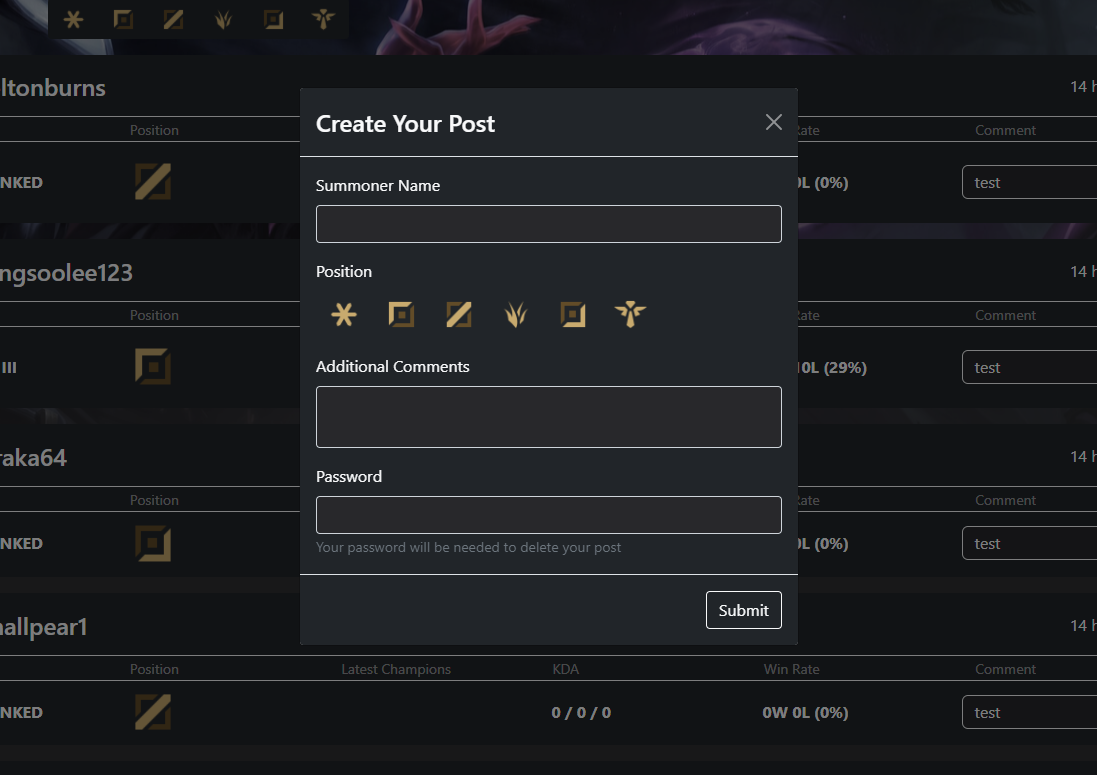 ltonburns
14 h
Position
Rate
Comment
NKED
0L (0%)
test
Create Your Post
Summoner Name
Position
Additional Comments
Password
Your password will be needed to delete your post
Submit
ngsoolee123
14 h
Position
Rate
Comment
III
10L (29%)
test
raka64
14 h
Position
Rate
Comment
NKED
0L (0%)
test
nallpear1
14 h
Position
Latest Champions
KDA
Win Rate
Comment
NKED
0 / 0 / 0
0W 0L (0%)
test